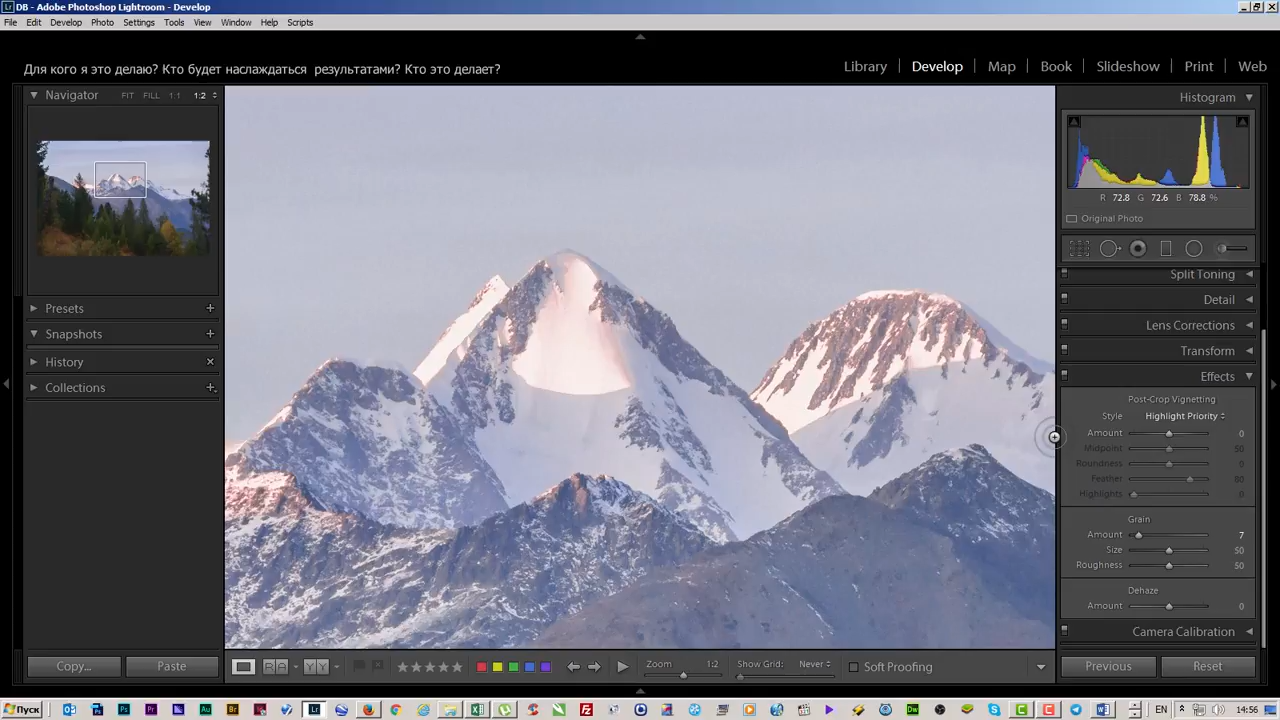 DB - Adobe Photoshop Lightroom - Develop
File Edit Develop Photo Settings Tools View Window Help Scripts
Для кого я это делаю? Кто будет наслаждаться результатами? Кто это делает?
Library Develop Map Book Slideshow Print Web
Navigator FIT FILL 1:1 1:2
Presets
Snapshots
History
Collections
Copy... Paste
Zoom 1:2
Show Grid: Never
Soft Proofing
Histogram
R 72.8 G 72.6 B 78.8 %
Original Photo
Split Toning
Detail
Lens Corrections
Transform
Effects
Post-Crop Vignetting
Style Highlight Priority
Amount 0
Midpoint 50
Roundness 0
Feather 80
Highlights 0
Grain
Amount 7
Size 50
Roughness 50
Dehaze
Amount 0
Camera Calibration
Previous Reset
Пуск
EN 14:56